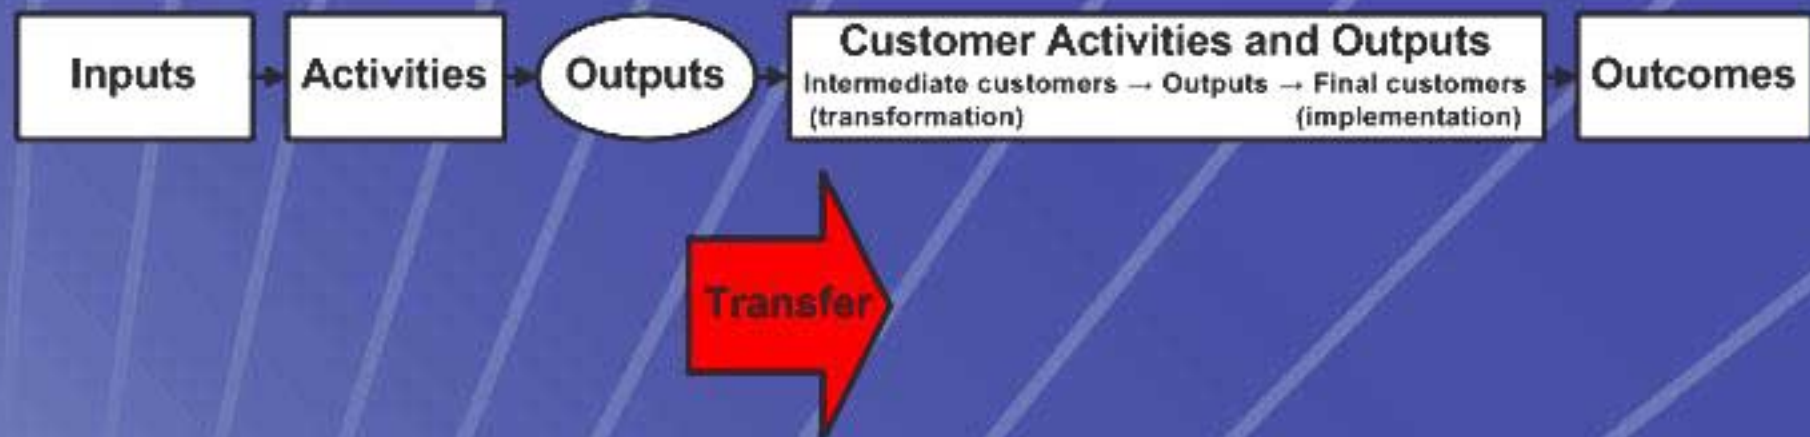 Inputs
Activities
Outputs
Customer Activities and Outputs
Intermediate customers → Outputs → Final customers
(transformation) (implementation)
Outcomes
Transfer